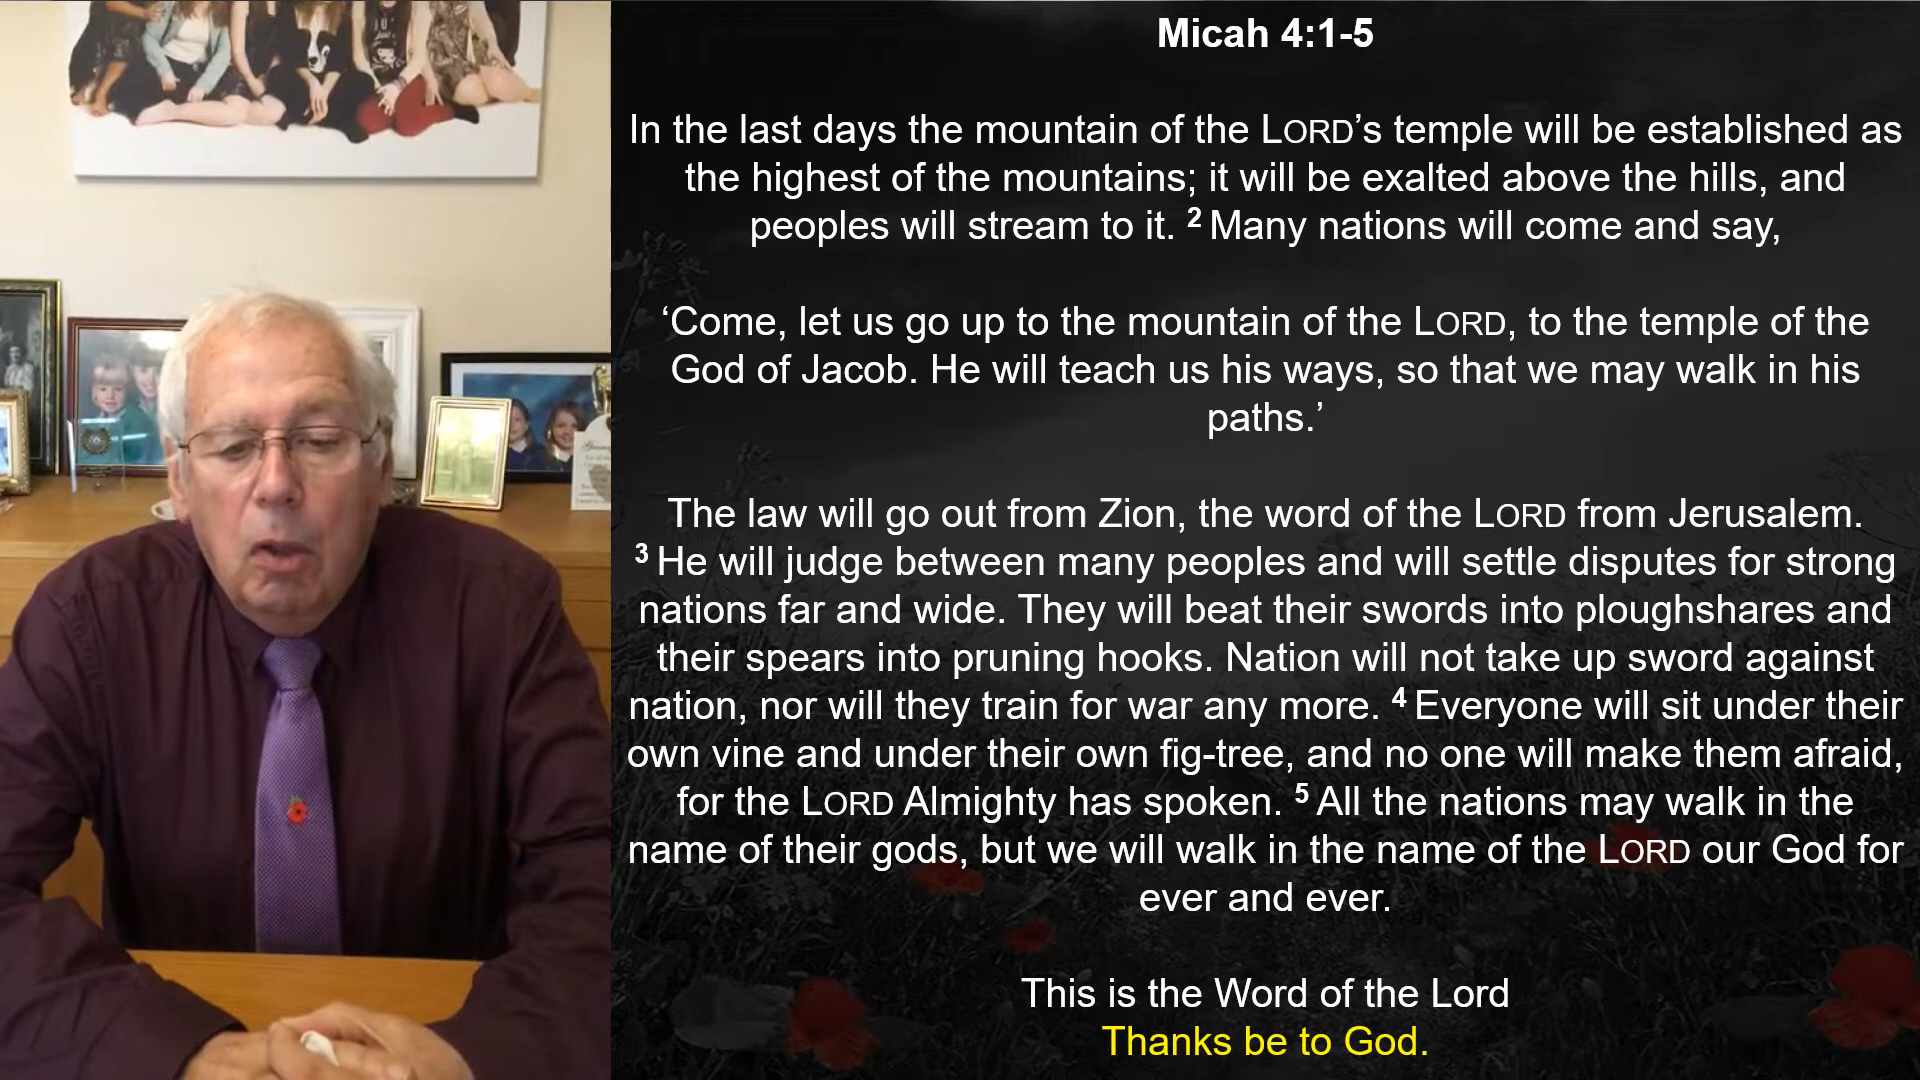 Micah 4:1-5
In the last days the mountain of the LORD’s temple will be established as
the highest of the mountains; it will be exalted above the hills, and
peoples will stream to it. 2 Many nations will come and say,
‘Come, let us go up to the mountain of the LORD, to the temple of the
God of Jacob. He will teach us his ways, so that we may walk in his
paths.’
The law will go out from Zion, the word of the LORD from Jerusalem.
3 He will judge between many peoples and will settle disputes for strong
nations far and wide. They will beat their swords into ploughshares and
their spears into pruning hooks. Nation will not take up sword against
nation, nor will they train for war any more. 4 Everyone will sit under their
own vine and under their own fig-tree, and no one will make them afraid,
for the LORD Almighty has spoken. 5 All the nations may walk in the
name of their gods, but we will walk in the name of the LORD our God for
ever and ever.
This is the Word of the Lord
Thanks be to God.